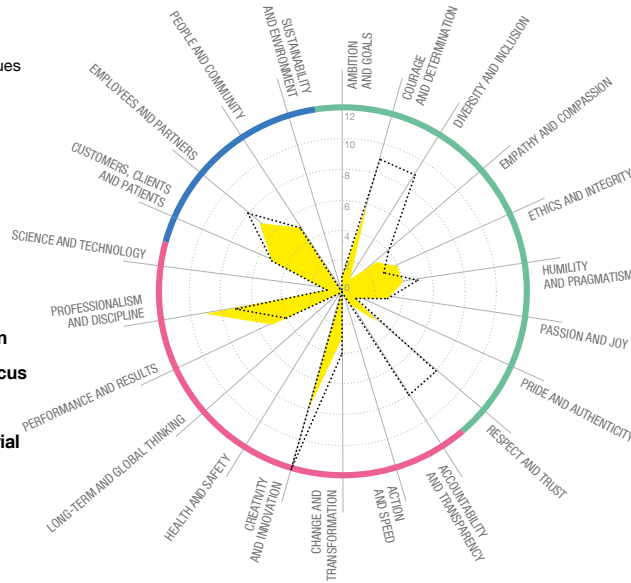 ues
n
cus
ial
AMBITION
AND GOALS
COURAGE
AND DETERMINATION
DIVERSITY AND INCLUSION
EMPATHY AND COMPASSION
ETHICS AND INTEGRITY
HUMILITY
AND PRAGMATISM
PASSION AND JOY
PRIDE AND AUTHENTICITY
RESPECT AND TRUST
ACCOUNTABILITY
AND TRANSPARENCY
ACTION
AND SPEED
CHANGE AND
TRANSFORMATION
CREATIVITY
AND INNOVATION
HEALTH AND SAFETY
LONG-TERM AND GLOBAL THINKING
PERFORMANCE AND RESULTS
PROFESSIONALISM
AND DISCIPLINE
SCIENCE AND TECHNOLOGY
CUSTOMERS, CLIENTS
AND PATIENTS
EMPLOYEES AND PARTNERS
PEOPLE AND COMMUNITY
SUSTAINABILITY
AND ENVIRONMENT
12
10
8
6
4
0